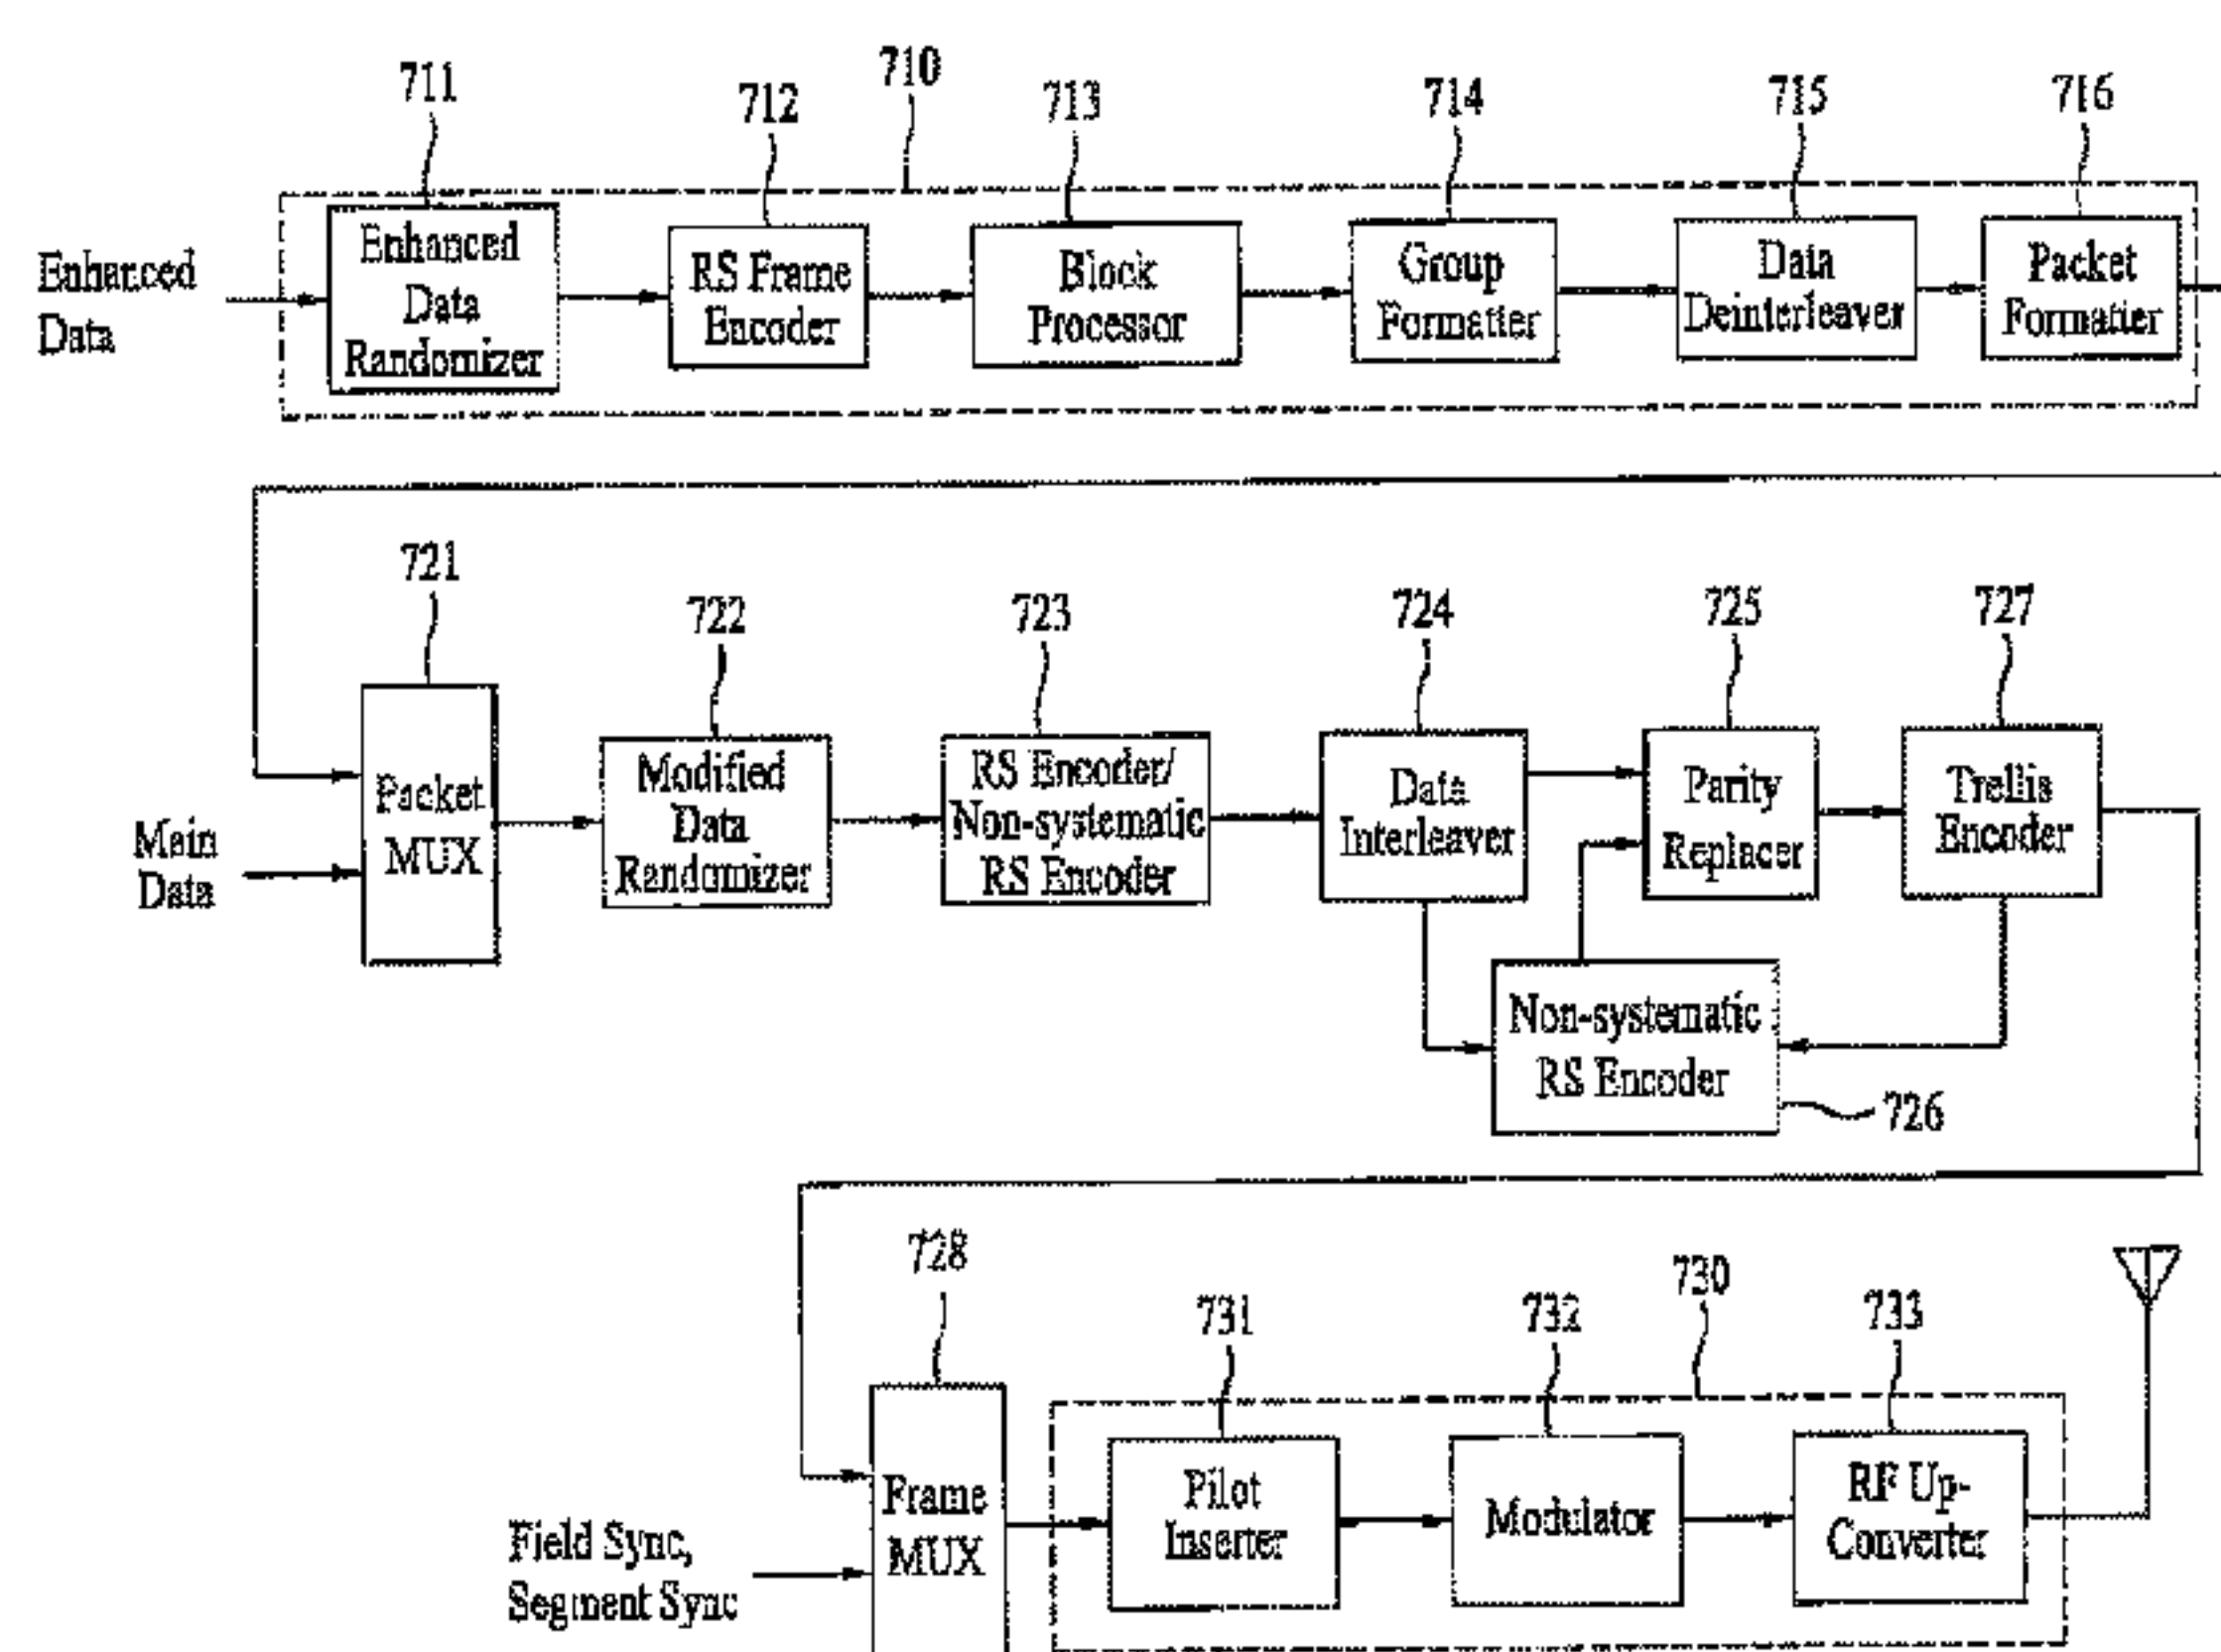 710
711
712
713
714
715
716
Enhanced
Data
Enhanced
Data
Randomizer
RS Frame
Encoder
Block
Processor
Group
Formatter
Data
Deinterleaver
Packet
Formatter
721
722
723
724
725
727
Main
Data
Packet
MUX
Modified
Data
Randomizer
RS Encoder/
Non-systematic
RS Encoder
Data
Interleaver
Parity
Replacer
Trellis
Encoder
Non-systematic
RS Encoder
726
728
731
732
730
733
Field Sync,
Segment Sync
Frame
MUX
Pilot
Inserter
Modulator
RF Up-
Converter